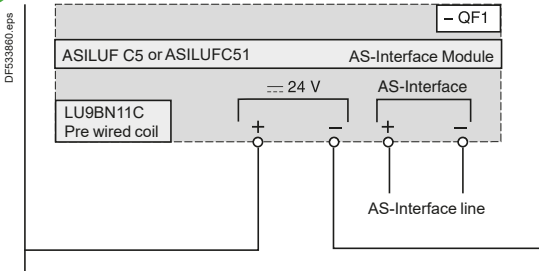 DF533860.eps
– QF1
ASILUF C5 or ASILUFC51 AS-Interface Module
⎓ 24 V AS-Interface
LU9BN11C
Pre wired coil
+ – + –
AS-Interface line